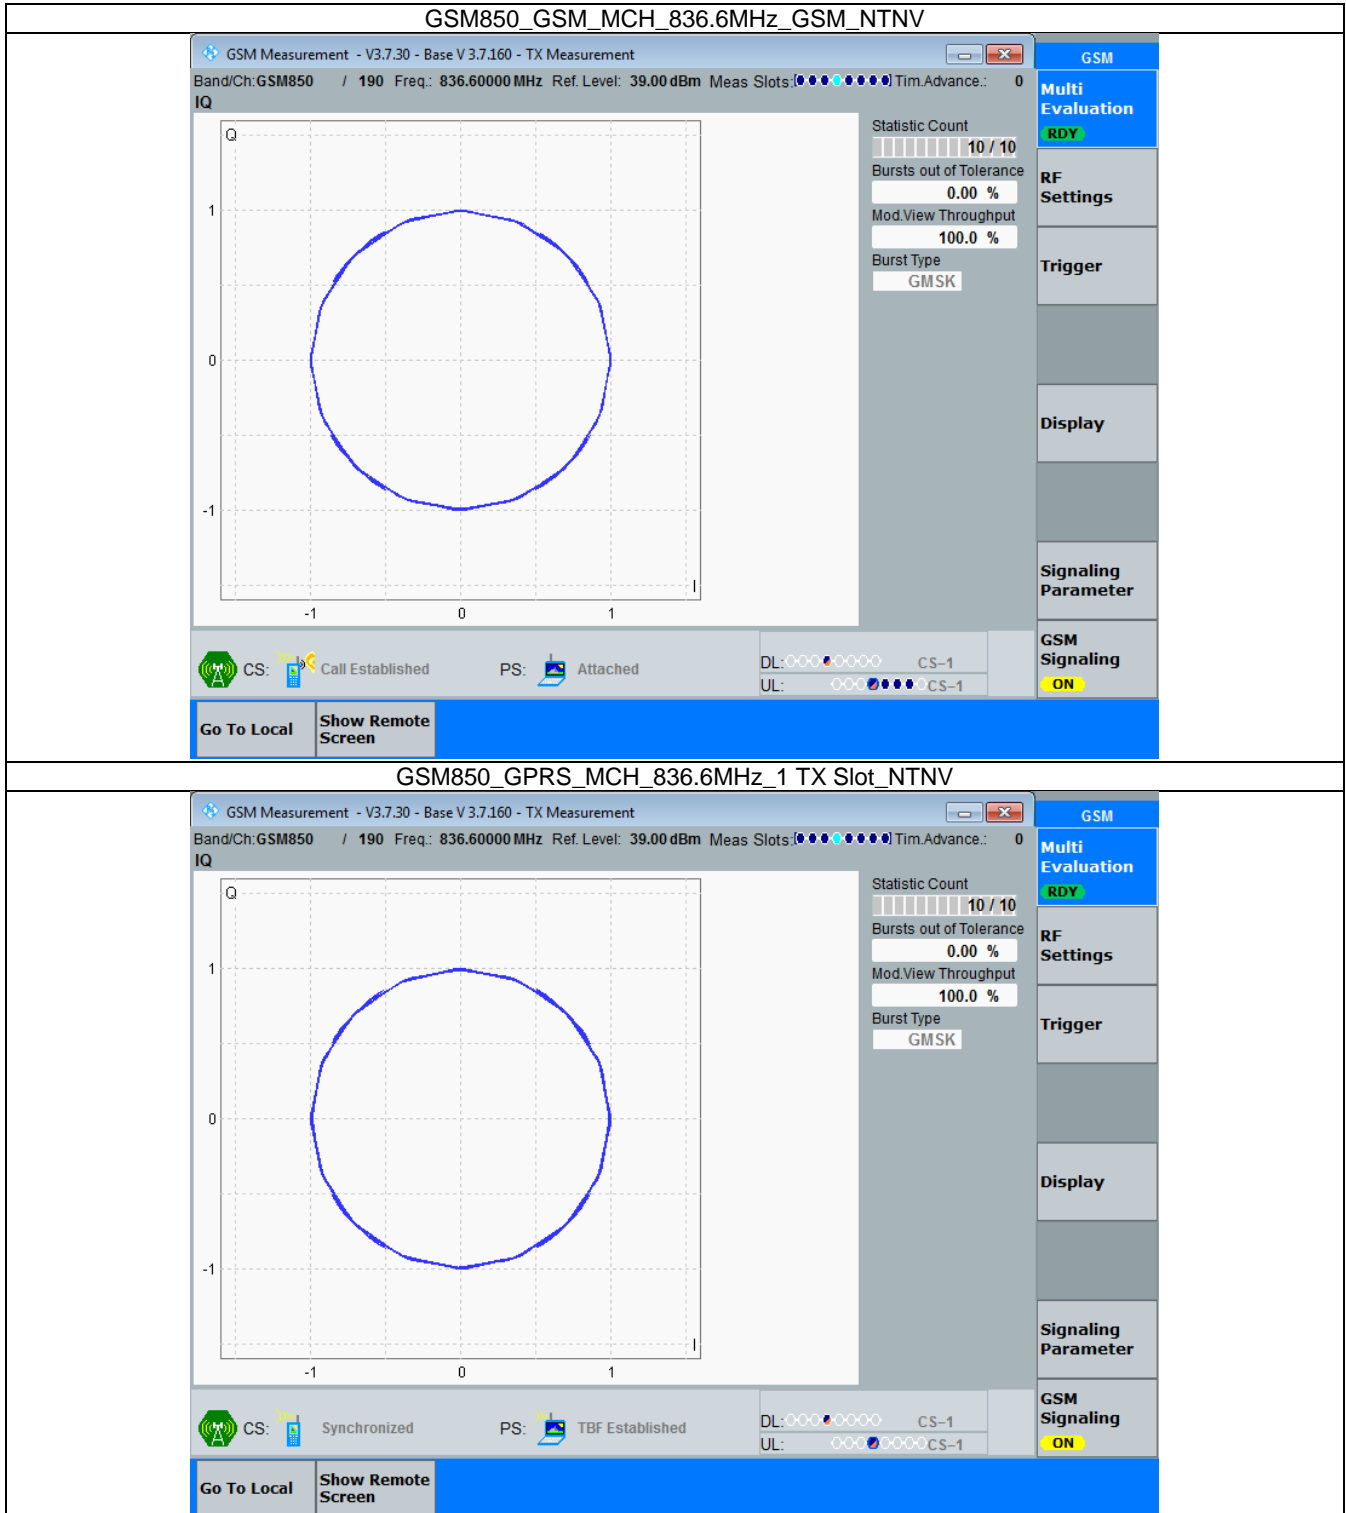 GSM850_GSM_MCH_836.6MHz_GSM_NTNV
GSM Measurement - V3.7.30 - Base V 3.7.160 - TX Measurement
GSM
Band/Ch:GSM850 / 190 Freq.: 836.60000 MHz Ref. Level: 39.00 dBm Meas Slots: Tim.Advance.: 0
IQ
Multi
Evaluation
RDY
Q
1
0
-1
-1 0 1
I
Statistic Count
10 / 10
Bursts out of Tolerance
0.00 %
Mod.View Throughput
100.0 %
Burst Type
GMSK
RF
Settings
Trigger
Display
Signaling
Parameter
GSM
Signaling
ON
CS: Call Established PS: Attached
DL: CS-1
UL: CS-1
Go To Local
Show Remote
Screen
GSM850_GPRS_MCH_836.6MHz_1 TX Slot_NTNV
GSM Measurement - V3.7.30 - Base V 3.7.160 - TX Measurement
GSM
Band/Ch:GSM850 / 190 Freq.: 836.60000 MHz Ref. Level: 39.00 dBm Meas Slots: Tim.Advance.: 0
IQ
Multi
Evaluation
RDY
Q
1
0
-1
-1 0 1
I
Statistic Count
10 / 10
Bursts out of Tolerance
0.00 %
Mod.View Throughput
100.0 %
Burst Type
GMSK
RF
Settings
Trigger
Display
Signaling
Parameter
GSM
Signaling
ON
CS: Synchronized PS: TBF Established
DL: CS-1
UL: CS-1
Go To Local
Show Remote
Screen